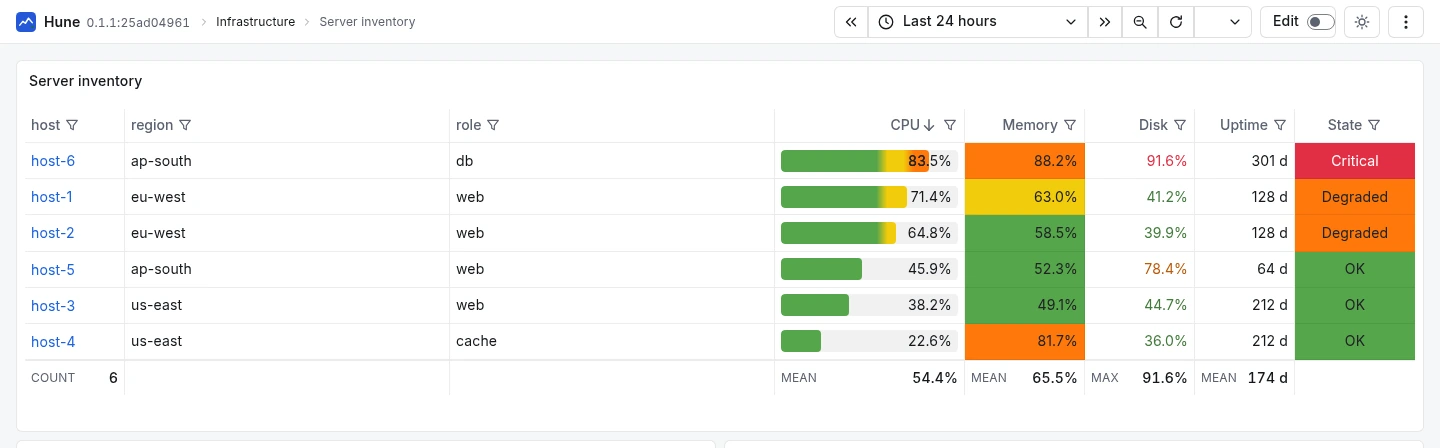 Hune 0.1.1:25ad04961 Infrastructure Server inventory Last 24 hours Edit
Server inventory
host region role CPU Memory Disk Uptime State
host-6 ap-south db 83.5% 88.2% 91.6% 301 d Critical
host-1 eu-west web 71.4% 63.0% 41.2% 128 d Degraded
host-2 eu-west web 64.8% 58.5% 39.9% 128 d Degraded
host-5 ap-south web 45.9% 52.3% 78.4% 64 d OK
host-3 us-east web 38.2% 49.1% 44.7% 212 d OK
host-4 us-east cache 22.6% 81.7% 36.0% 212 d OK
COUNT 6 MEAN 54.4% MEAN 65.5% MAX 91.6% MEAN 174 d